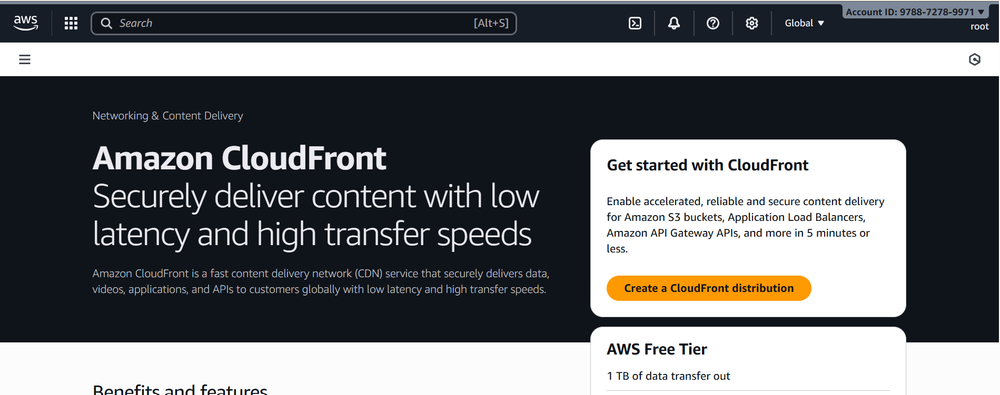 aws
Search
[Alt+S]
Global
Account ID: 9788-7278-9971
root
Networking & Content Delivery
Amazon CloudFront
Securely deliver content with low
latency and high transfer speeds
Amazon CloudFront is a fast content delivery network (CDN) service that securely delivers data,
videos, applications, and APIs to customers globally with low latency and high transfer speeds.
Get started with CloudFront
Enable accelerated, reliable and secure content delivery
for Amazon S3 buckets, Application Load Balancers,
Amazon API Gateway APIs, and more in 5 minutes or
less.
Create a CloudFront distribution
AWS Free Tier
1 TB of data transfer out
Benefits and features